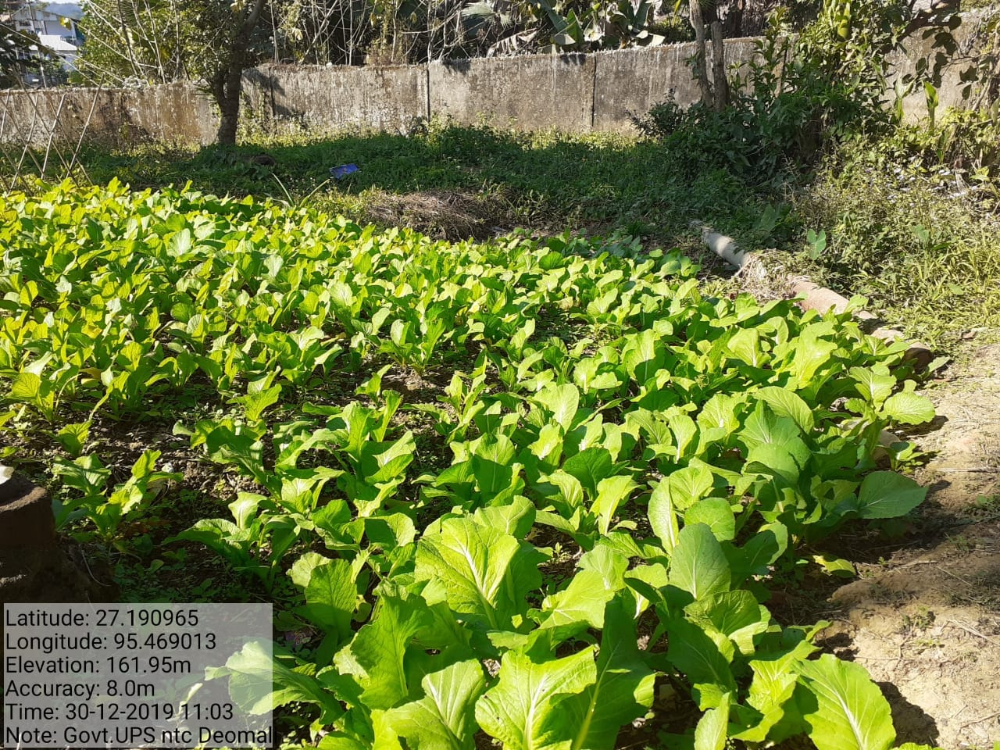 Latitude: 27.190965
Longitude: 95.469013
Elevation: 161.95m
Accuracy: 8.0m
Time: 30-12-2019 11:03
Note: Govt.UPS ntc Deomali